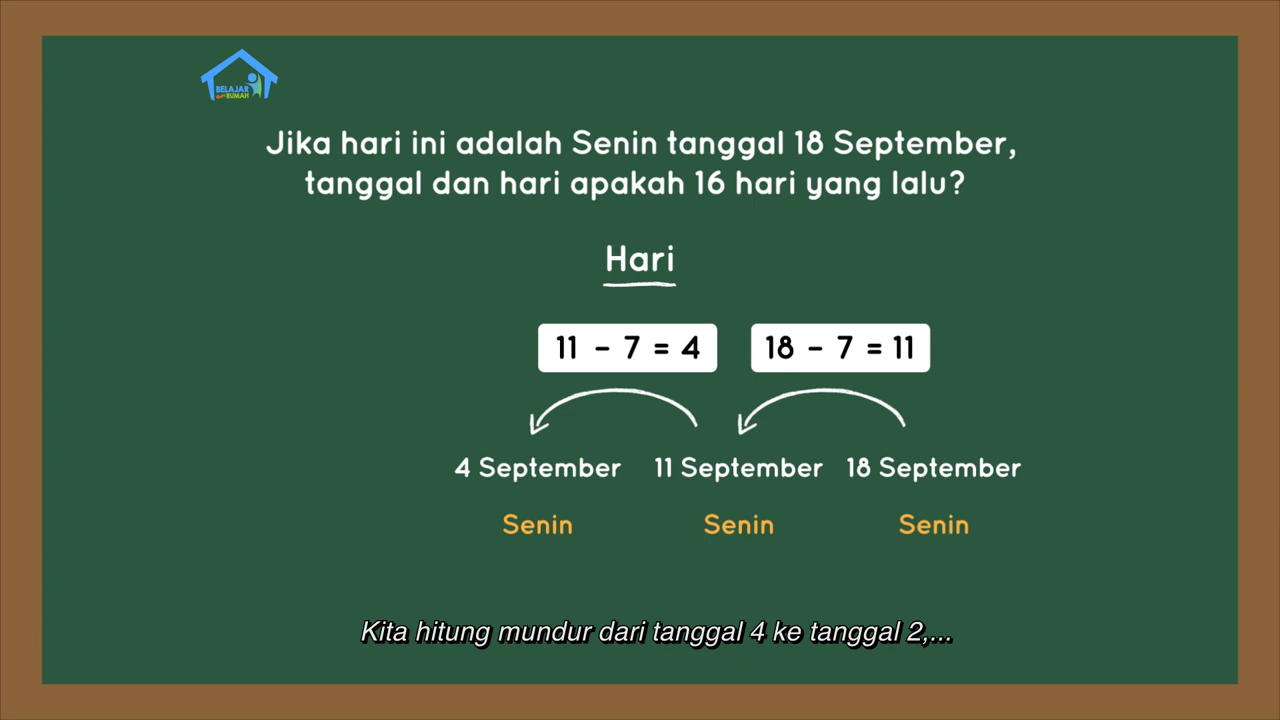 BELAJAR
dari RUMAH
Jika hari ini adalah Senin tanggal 18 September,
tanggal dan hari apakah 16 hari yang lalu?
Hari
11 - 7 = 4 18 - 7 = 11
4 September 11 September 18 September
Senin Senin Senin
Kita hitung mundur dari tanggal 4 ke tanggal 2,...